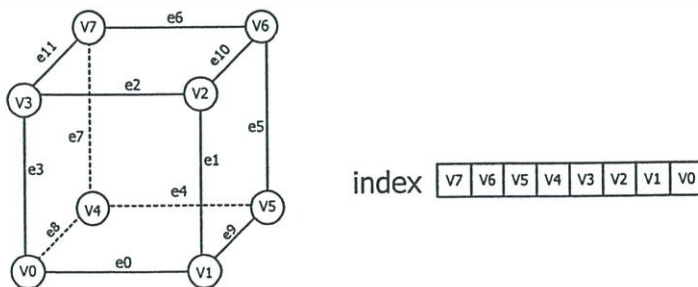 V7 e6 V6
e11 e10
V3 e2 V2
e5
e7
e3 e1
e4
V4 V5
e8 e9
V0 e0 V1
index V7 V6 V5 V4 V3 V2 V1 V0